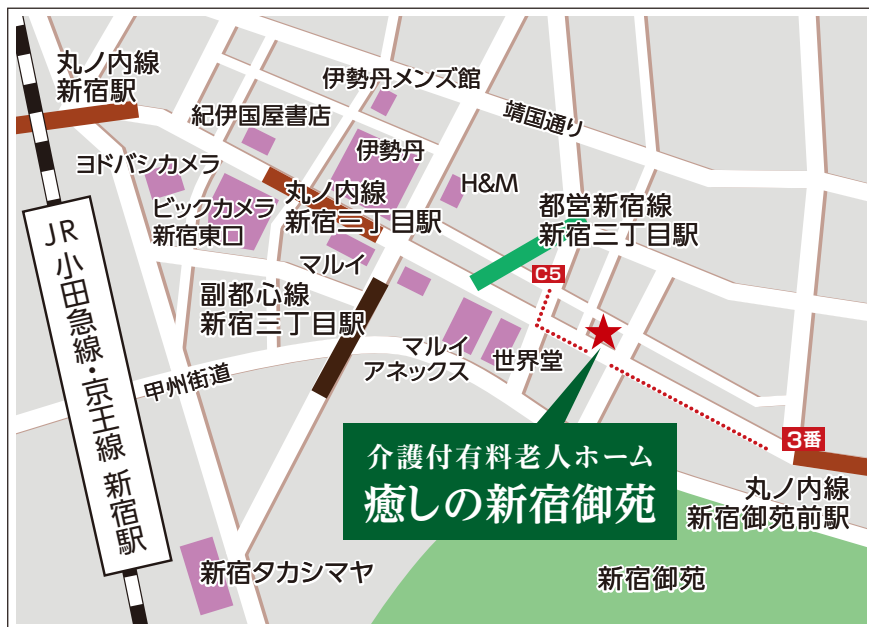 丸ノ内線
新宿駅
伊勢丹メンズ館
紀伊国屋書店
靖国通り
伊勢丹
ヨドバシカメラ
H&M
丸ノ内線
新宿三丁目駅
ビックカメラ
新宿東口
都営新宿線
新宿三丁目駅
JR 小田急線・京王線 新宿駅
マルイ
C5
副都心線
新宿三丁目駅
マルイ
アネックス
世界堂
甲州街道
3番
介護付有料老人ホーム
癒しの新宿御苑
丸ノ内線
新宿御苑前駅
新宿タカシマヤ
新宿御苑